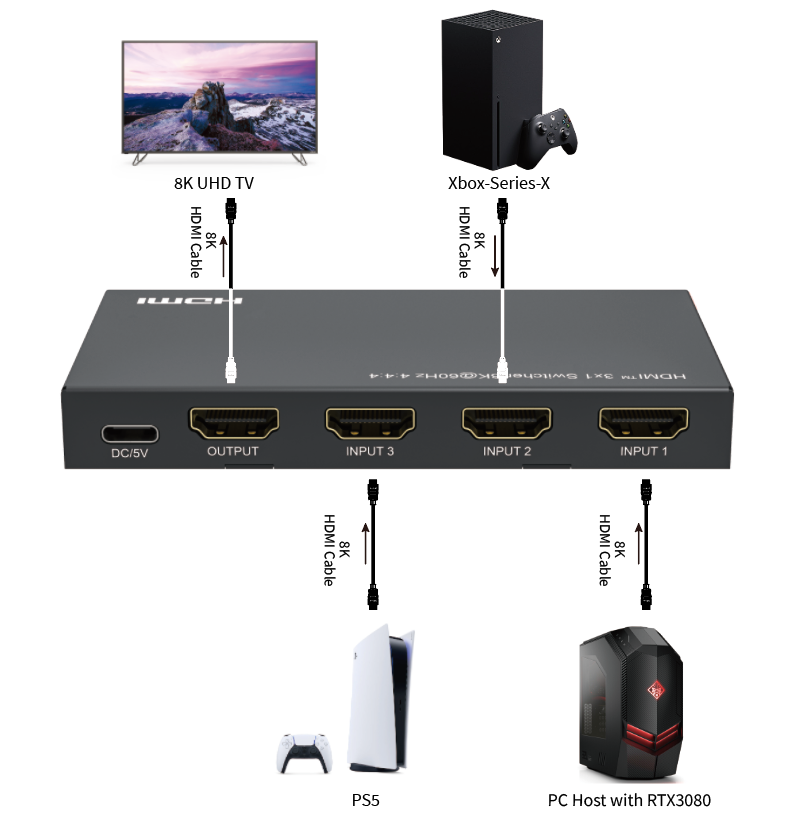 8K UHD TV
Xbox-Series-X
8K
HDMI Cable
8K
HDMI Cable
HDMI
HDMI™ 3x1 Switcher 8K@60Hz 4:4:4
DC/5V
OUTPUT
INPUT 3
INPUT 2
INPUT 1
8K
HDMI Cable
8K
HDMI Cable
PS5
PC Host with RTX3080